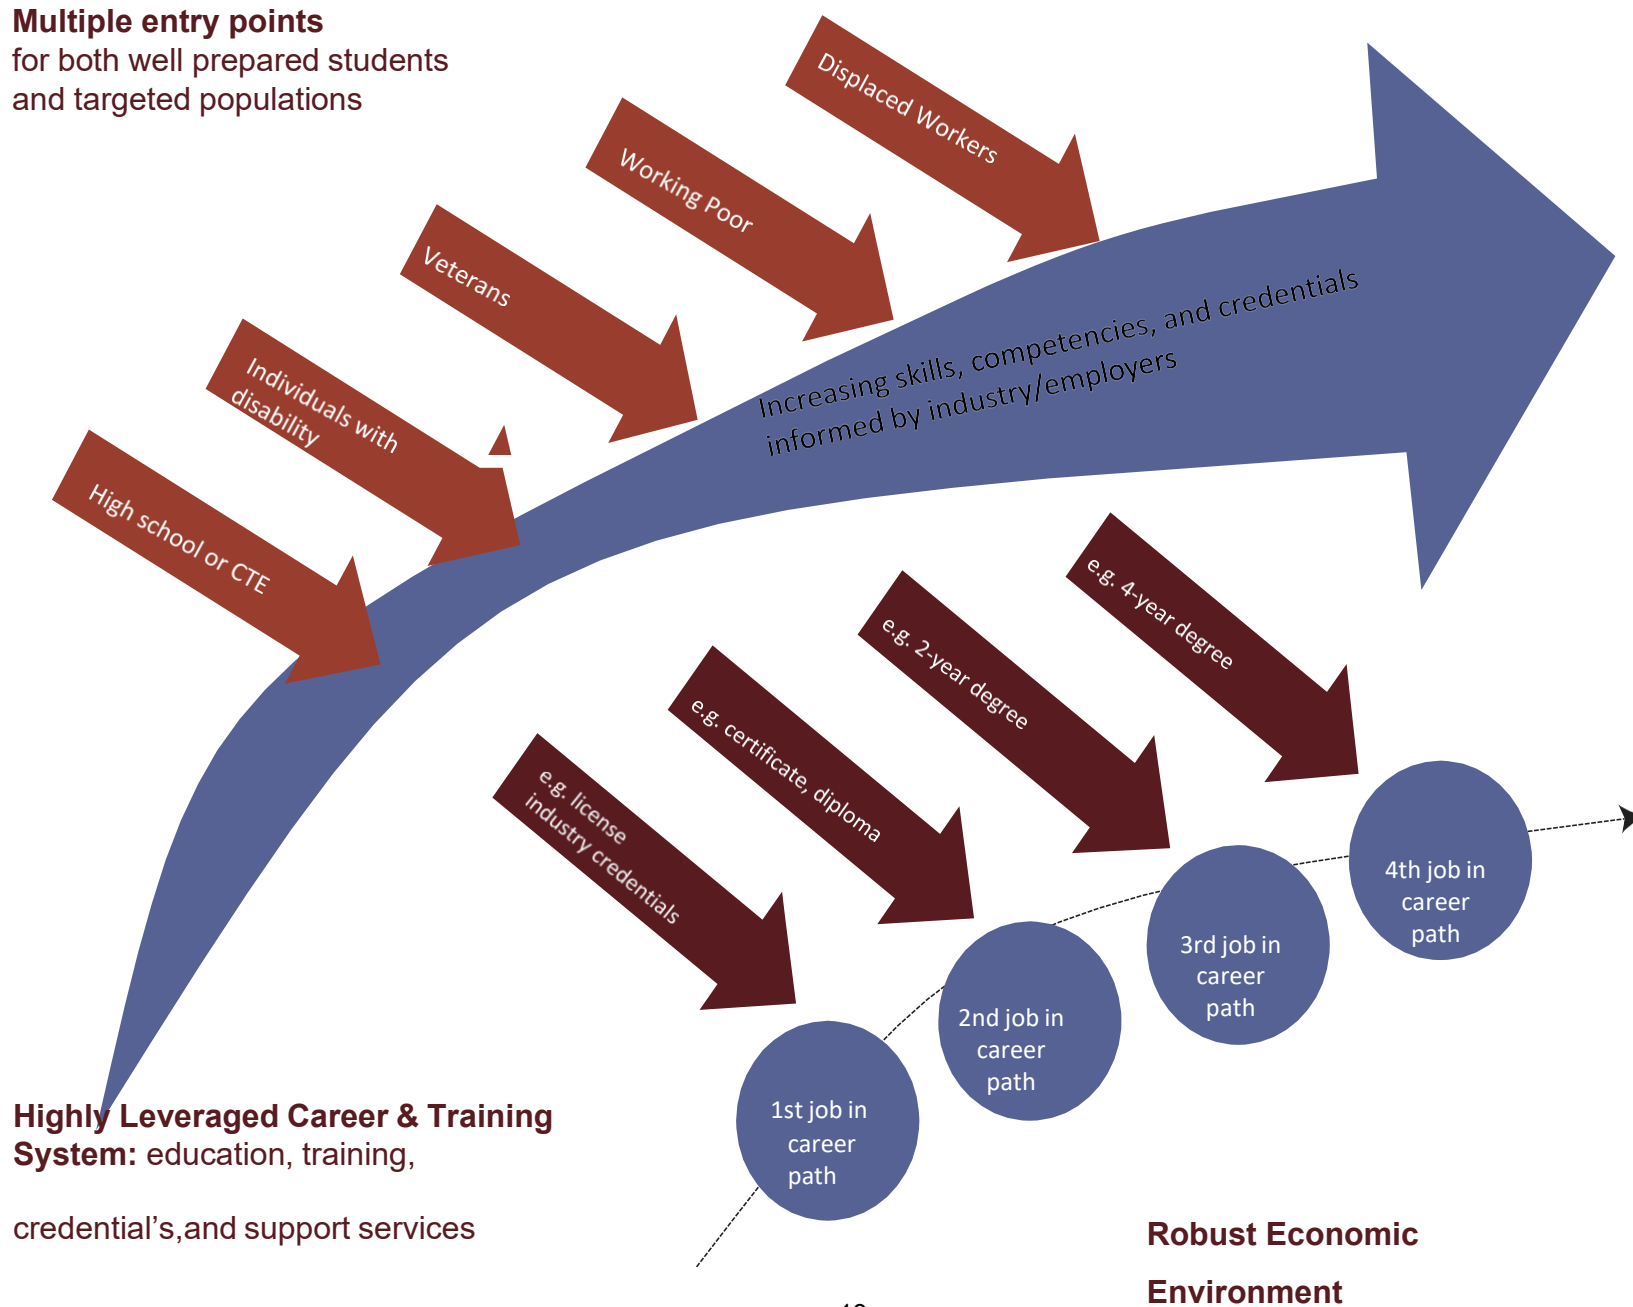 Multiple entry points
for both well prepared students
and targeted populations
Displaced Workers
Working Poor
Veterans
Individuals with
disability
High school or CTE
Increasing skills, competencies, and credentials
informed by industry/employers
e.g. 4-year degree
e.g. 2-year degree
e.g. certificate, diploma
e.g. license
industry credentials
4th job in
career
path
3rd job in
career
path
2nd job in
career
path
1st job in
career
path
Highly Leveraged Career & Training
System: education, training,
credential’s,and support services
Robust Economic
Environment